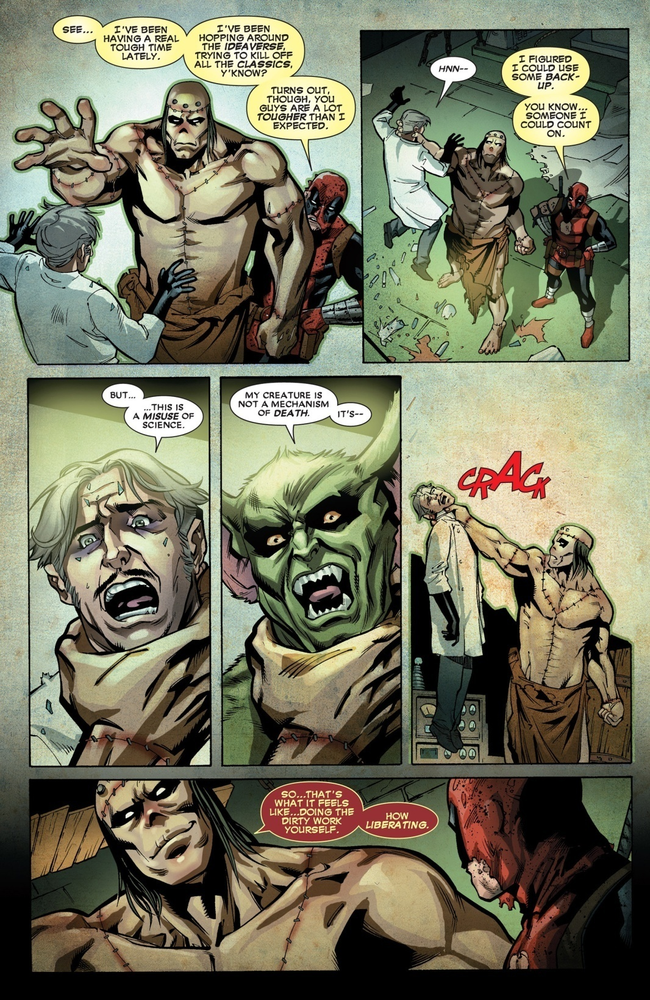 SEE...
I'VE BEEN
HAVING A REAL
TOUGH TIME
LATELY.
I'VE BEEN
HOPPING AROUND
THE IDEAVERSE,
TRYING TO KILL OFF
ALL THE CLASSICS,
Y'KNOW?
TURNS OUT,
THOUGH, YOU
GUYS ARE A LOT
TOUGHER THAN I
EXPECTED.
HNN--
I FIGURED
I COULD USE
SOME BACK-
UP.
YOU KNOW...
SOMEONE I
COULD COUNT
ON.
BUT...
...THIS IS
A MISUSE OF
SCIENCE.
MY CREATURE IS
NOT A MECHANISM
OF DEATH.
IT'S--
CRACK
SO...THAT'S
WHAT IT FEELS
LIKE...DOING THE
DIRTY WORK
YOURSELF.
HOW
LIBERATING.